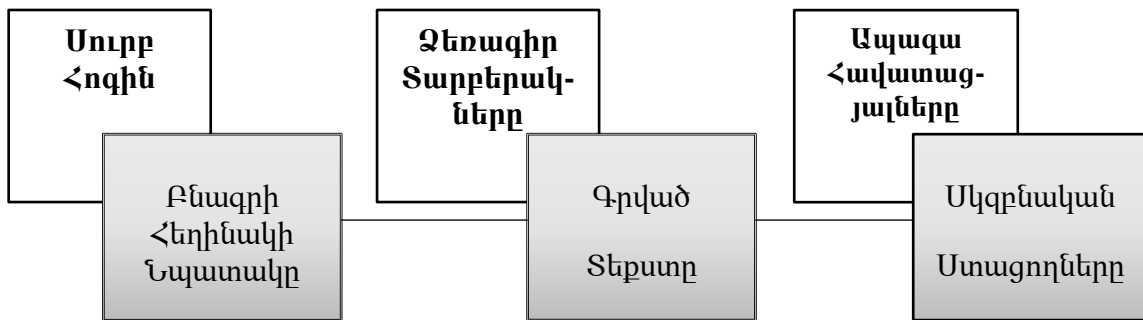 Սուրբ
Հոգին
Բնագրի
Հեղինակի
Նպատակը
Ձեռագիր
Տարբերակ-
ները
Գրված
Տեքստը
Ապագա
Հավատաց-
յալները
Սկզբնական
Ստացողները